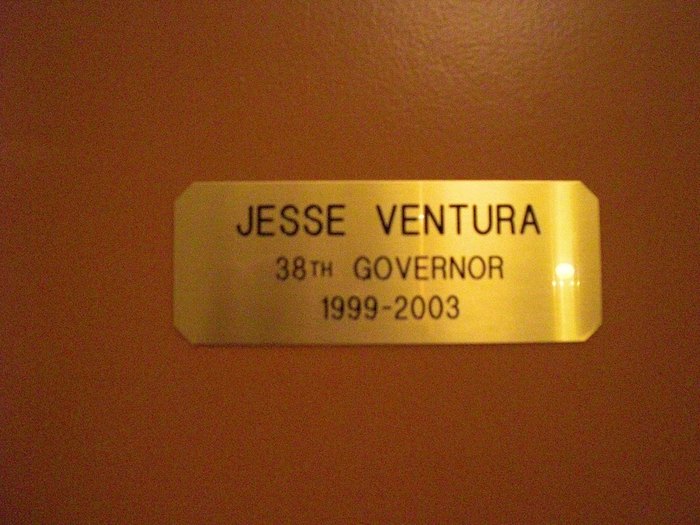 JESSE VENTURA
38TH GOVERNOR
1999-2003